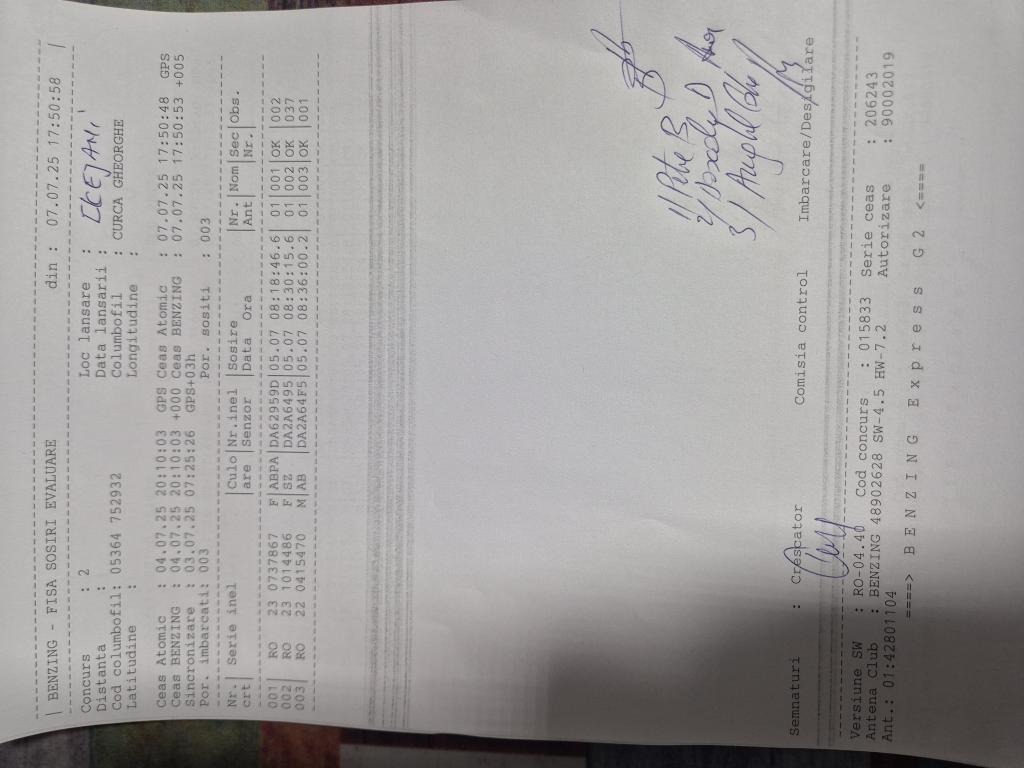 | BENZING - FISA SOSIRI EVALUARE din : 07.07.25 17:50:58 |
Concurs : 2 Loc lansare :
Distanta : Data lansarii :
Cod columbofil: 05364 752932 Columbofil : CURCA GHEORGHE
Latitudine : Longitudine :
Ceas Atomic : 04.07.25 20:10:03 GPS Ceas Atomic : 07.07.25 17:50:48 GPS
Ceas BENZING : 04.07.25 20:10:03 +000 Ceas BENZING : 07.07.25 17:50:53 +005
Sincronizare : 03.07.25 07:25:26 GPS+03h
Por. imbarcati: 003 Por. sositi : 003
Nr. | Serie inel |Culo|Nr.inel |Sosire |Nr. |Nom|Sec|Obs.
crt| |are |Senzor |Data Ora |Ant| |Nr.|
001| RO 23 0737867 F|ABPA|DA62959D|05.07 08:18:46.6| 01|001|OK |002
002| RO 23 1014486 F|SZ |DA2A6495|05.07 08:30:15.6| 01|002|OK |037
003| RO 22 0415470 M|AB |DA2A64F5|05.07 08:36:00.2| 01|003|OK |001
1)
2)
3)
Semnaturi : Crescator Comisia control Imbarcare/Desigilare
Versiune SW : RO-04.40 Cod concurs : 015833 Serie ceas : 206243
Antena Club : BENZING 48902628 SW-4.5 HW-7.2 Autorizare : 90002019
Ant.: 01:42801104
====> B E N Z I N G E x p r e s s G 2 <====